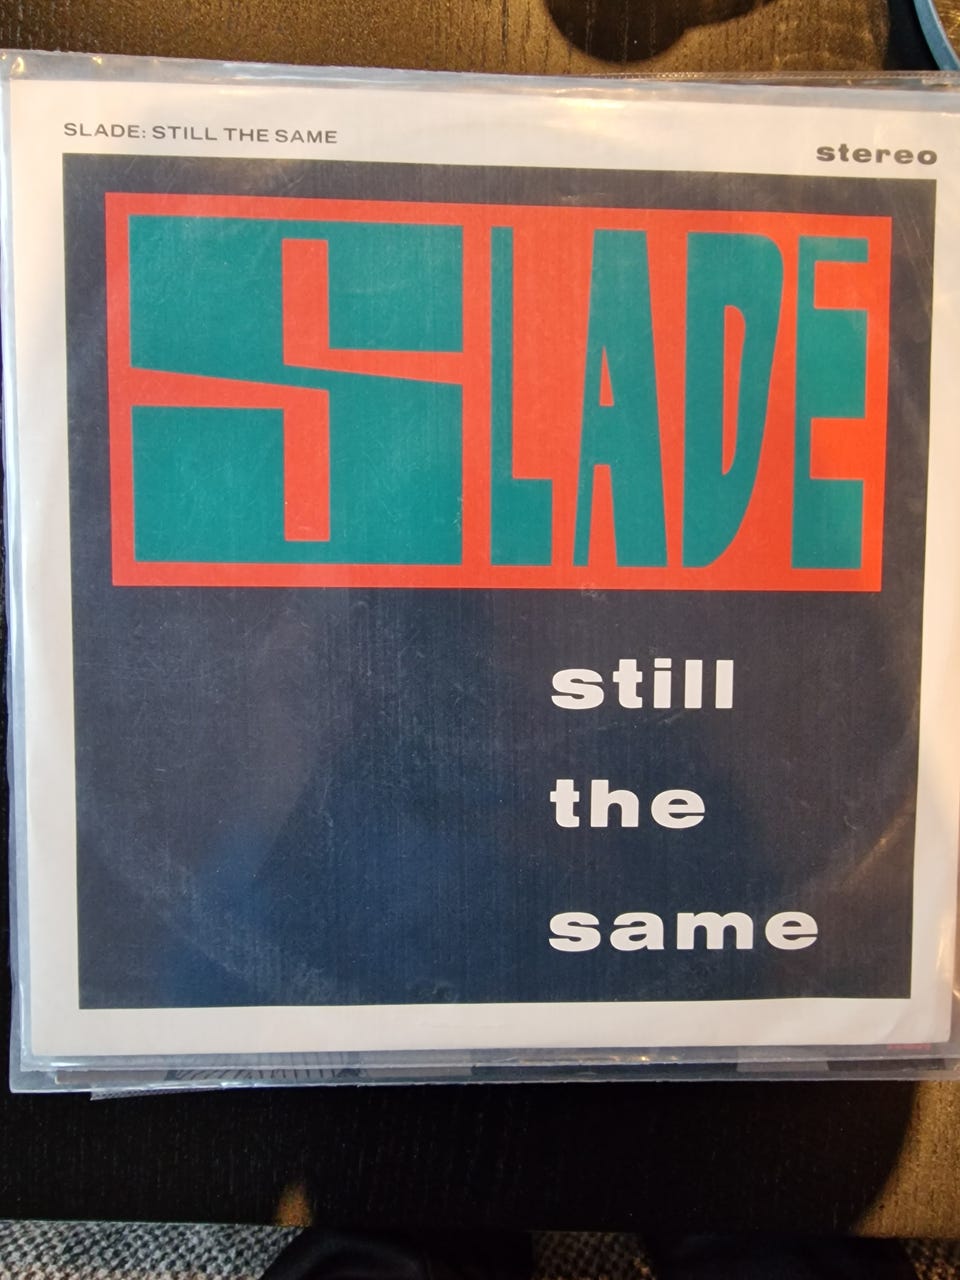 SLADE: STILL THE SAME
stereo
SLADE
still
the
same